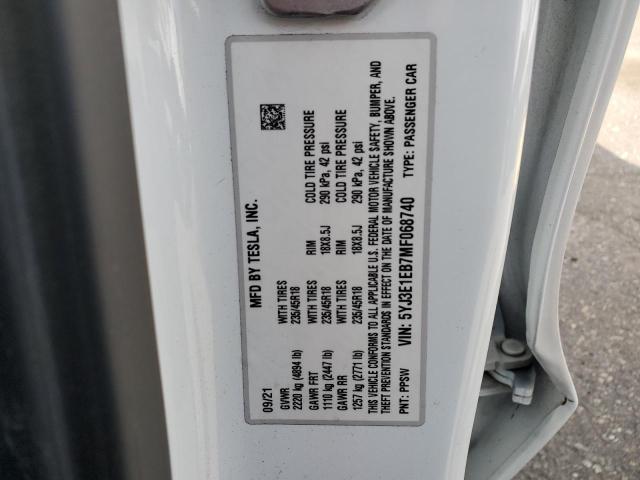 MFD BY TESLA, INC.
09/21
GVWR WITH TIRES RIM COLD TIRE PRESSURE
2220 kg (4894 lb) 235/45R18 18X8.5J 290 kPa, 42 psi
GAWR FRT WITH TIRES RIM COLD TIRE PRESSURE
1110 kg (2447 lb) 235/45R18 18X8.5J 290 kPa, 42 psi
GAWR RR WITH TIRES
1257 kg (2771 lb) 235/45R18
THIS VEHICLE CONFORMS TO ALL APPLICABLE U.S. FEDERAL MOTOR VEHICLE SAFETY, BUMPER, AND
THEFT PREVENTION STANDARDS IN EFFECT ON THE DATE OF MANUFACTURE SHOWN ABOVE.
VIN: 5YJ3E1EB7MF068740 TYPE: PASSENGER CAR
PNT: PPSW